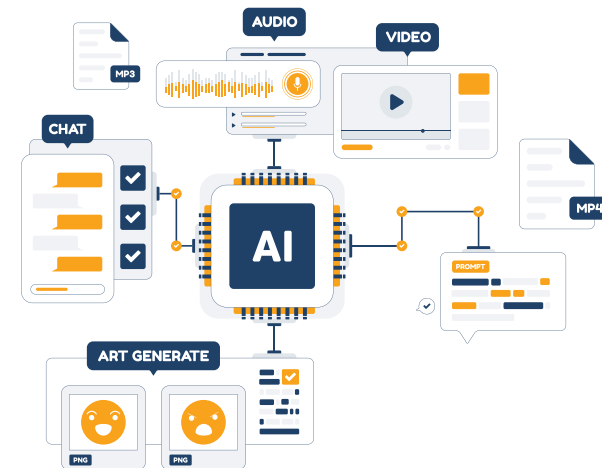 AUDIO
VIDEO
MP3
CHAT
MP4
AI
PROMPT
ART GENERATE
PNG
PNG